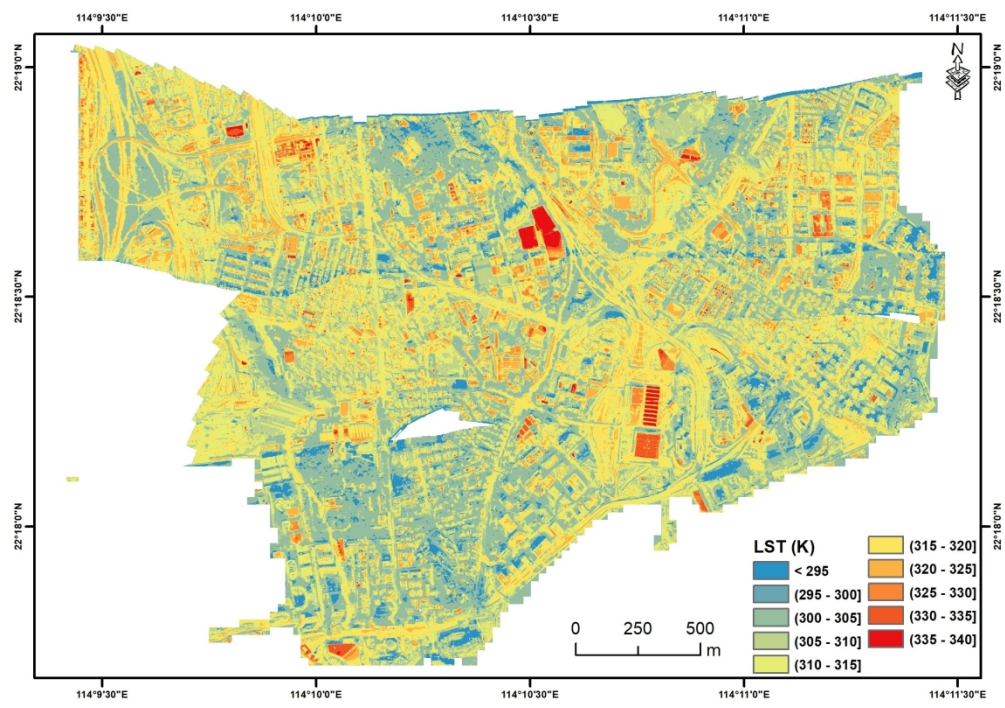 114°9'30"E 114°10'0"E 114°10'30"E 114°11'0"E 114°11'30"E
N
22°19'0"N 22°19'0"N
22°18'30"N 22°18'30"N
22°18'0"N 22°18'0"N
LST (K)
< 295
(295 - 300]
(300 - 305]
(305 - 310]
(310 - 315]
(315 - 320]
(320 - 325]
(325 - 330]
(330 - 335]
(335 - 340]
0 250 500
m
114°9'30"E 114°10'0"E 114°10'30"E 114°11'0"E 114°11'30"E